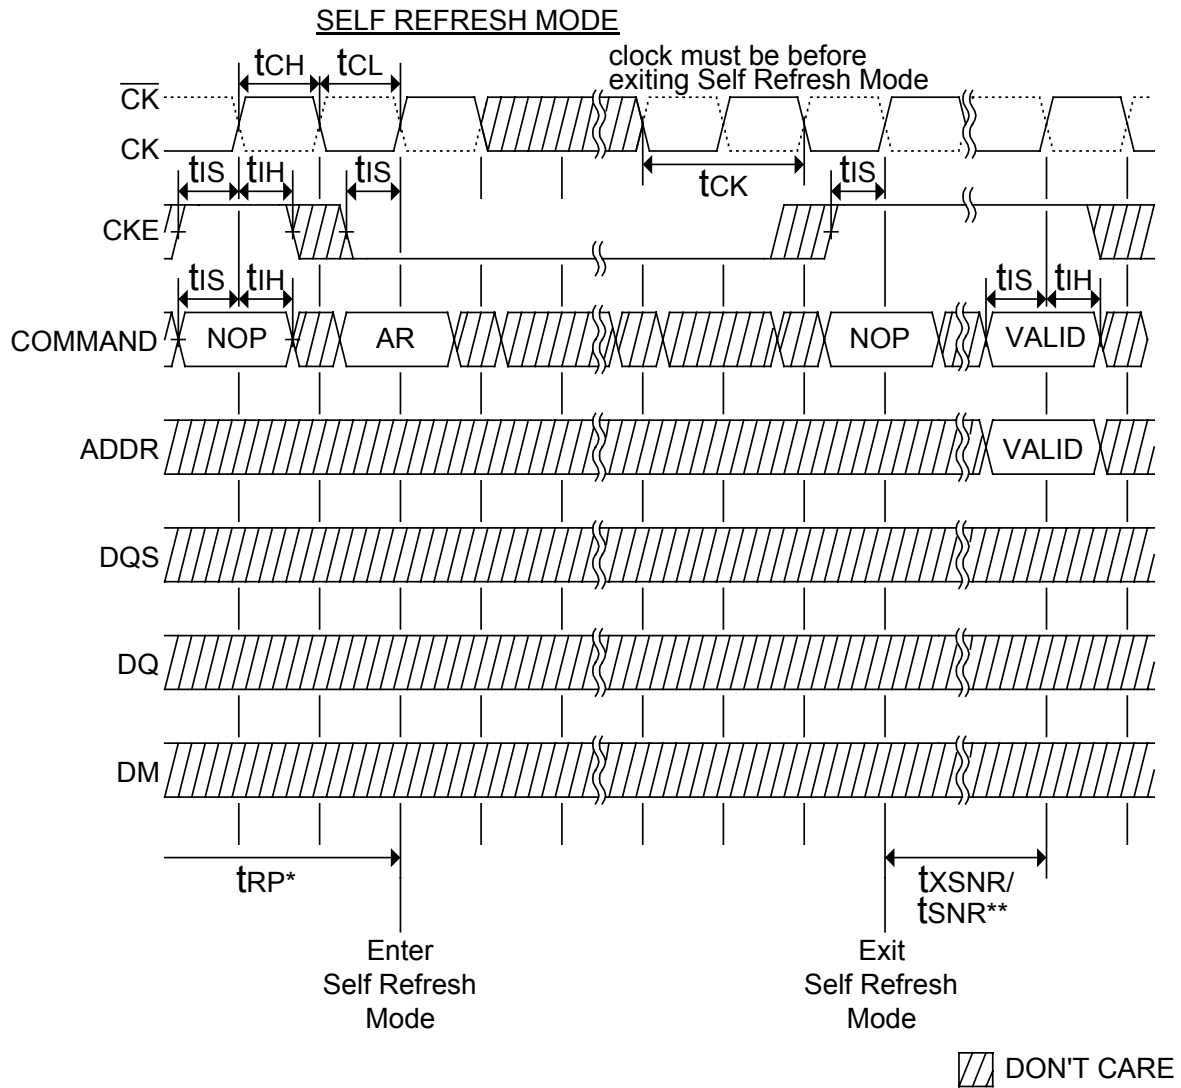 SELF REFRESH MODE
clock must be before
exiting Self Refresh Mode
tCH tCL
CK
CK
tIS tIH tIS tCK tIS
CKE
tIS tIH tIS tIH
COMMAND NOP AR NOP VALID
ADDR VALID
DQS
DQ
DM
tRP* tXSNR/
tSNR**
Enter
Self Refresh
Mode
Exit
Self Refresh
Mode
DON'T CARE